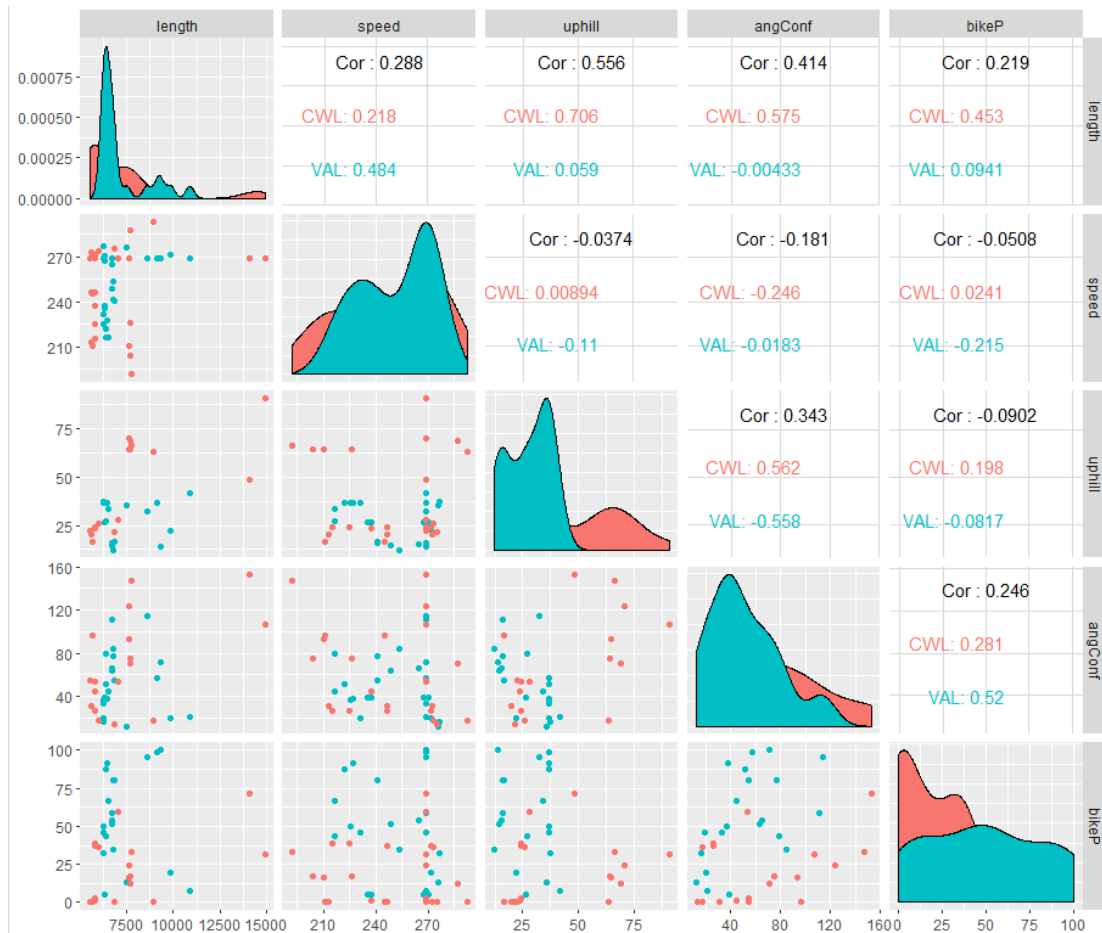 length speed uphill angConf bikeP
0.00075
0.00050
0.00025
0.00000
Cor : 0.288
CWL: 0.218
VAL: 0.484
Cor : 0.556
CWL: 0.706
VAL: 0.059
Cor : 0.414
CWL: 0.575
VAL: -0.00433
Cor : 0.219
CWL: 0.453
VAL: 0.0941
length
270
240
210
Cor : -0.0374
CWL: 0.00894
VAL: -0.11
Cor : -0.181
CWL: -0.246
VAL: -0.0183
Cor : -0.0508
CWL: 0.0241
VAL: -0.215
speed
75
50
25
Cor : 0.343
CWL: 0.562
VAL: -0.558
Cor : -0.0902
CWL: 0.198
VAL: -0.0817
uphill
160
120
80
40
Cor : 0.246
CWL: 0.281
VAL: 0.52
angConf
100
75
50
25
0
bikeP
7500 10000 12500 15000 210 240 270 25 50 75 40 80 120 160 0 25 50 75 100